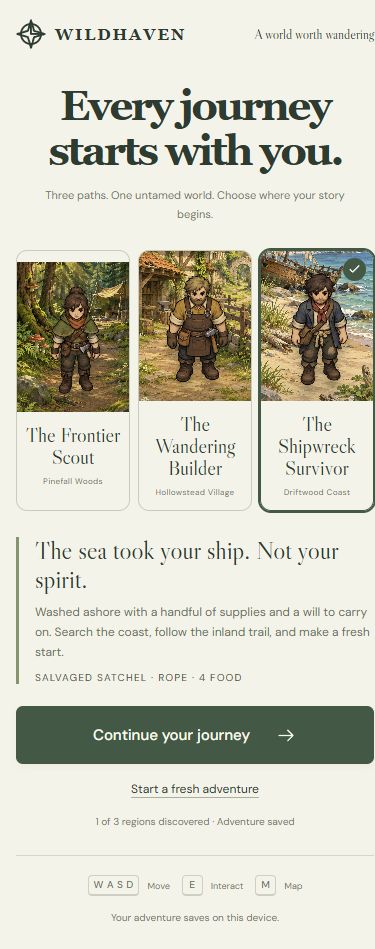 WILDHAVEN
A world worth wandering
Every journey
starts with you.
Three paths. One untamed world. Choose where your story
begins.
The Frontier
Scout
Pinefall Woods
The
Wandering
Builder
Hollowstead Village
The
Shipwreck
Survivor
Driftwood Coast
The sea took your ship. Not your
spirit.
Washed ashore with a handful of supplies and a will to carry
on. Search the coast, follow the inland trail, and make a fresh
start.
SALVAGED SATCHEL · ROPE · 4 FOOD
Continue your journey →
Start a fresh adventure
1 of 3 regions discovered · Adventure saved
W A S D Move E Interact M Map
Your adventure saves on this device.